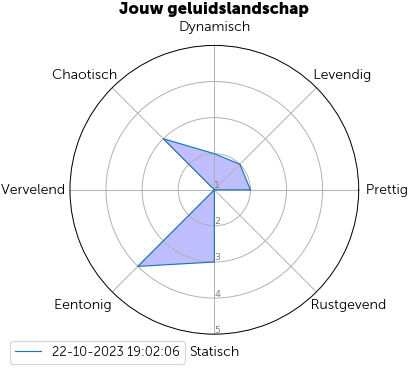 Jouw geluidslandschap
Dynamisch
Chaotisch
Levendig
Vervelend
Prettig
1
2
3
4
5
Eentonig
Rustgevend
22-10-2023 19:02:06
Statisch